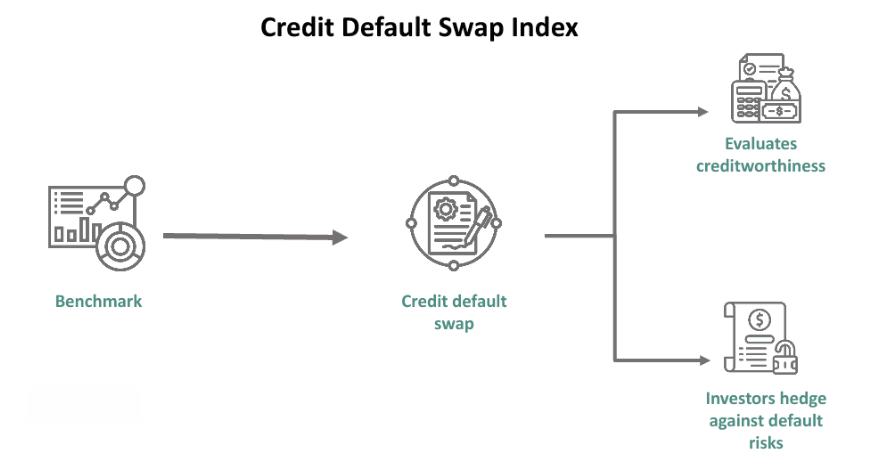 Credit Default Swap Index
Evaluates
creditworthiness
Benchmark
Credit default
swap
Investors hedge
against default
risks